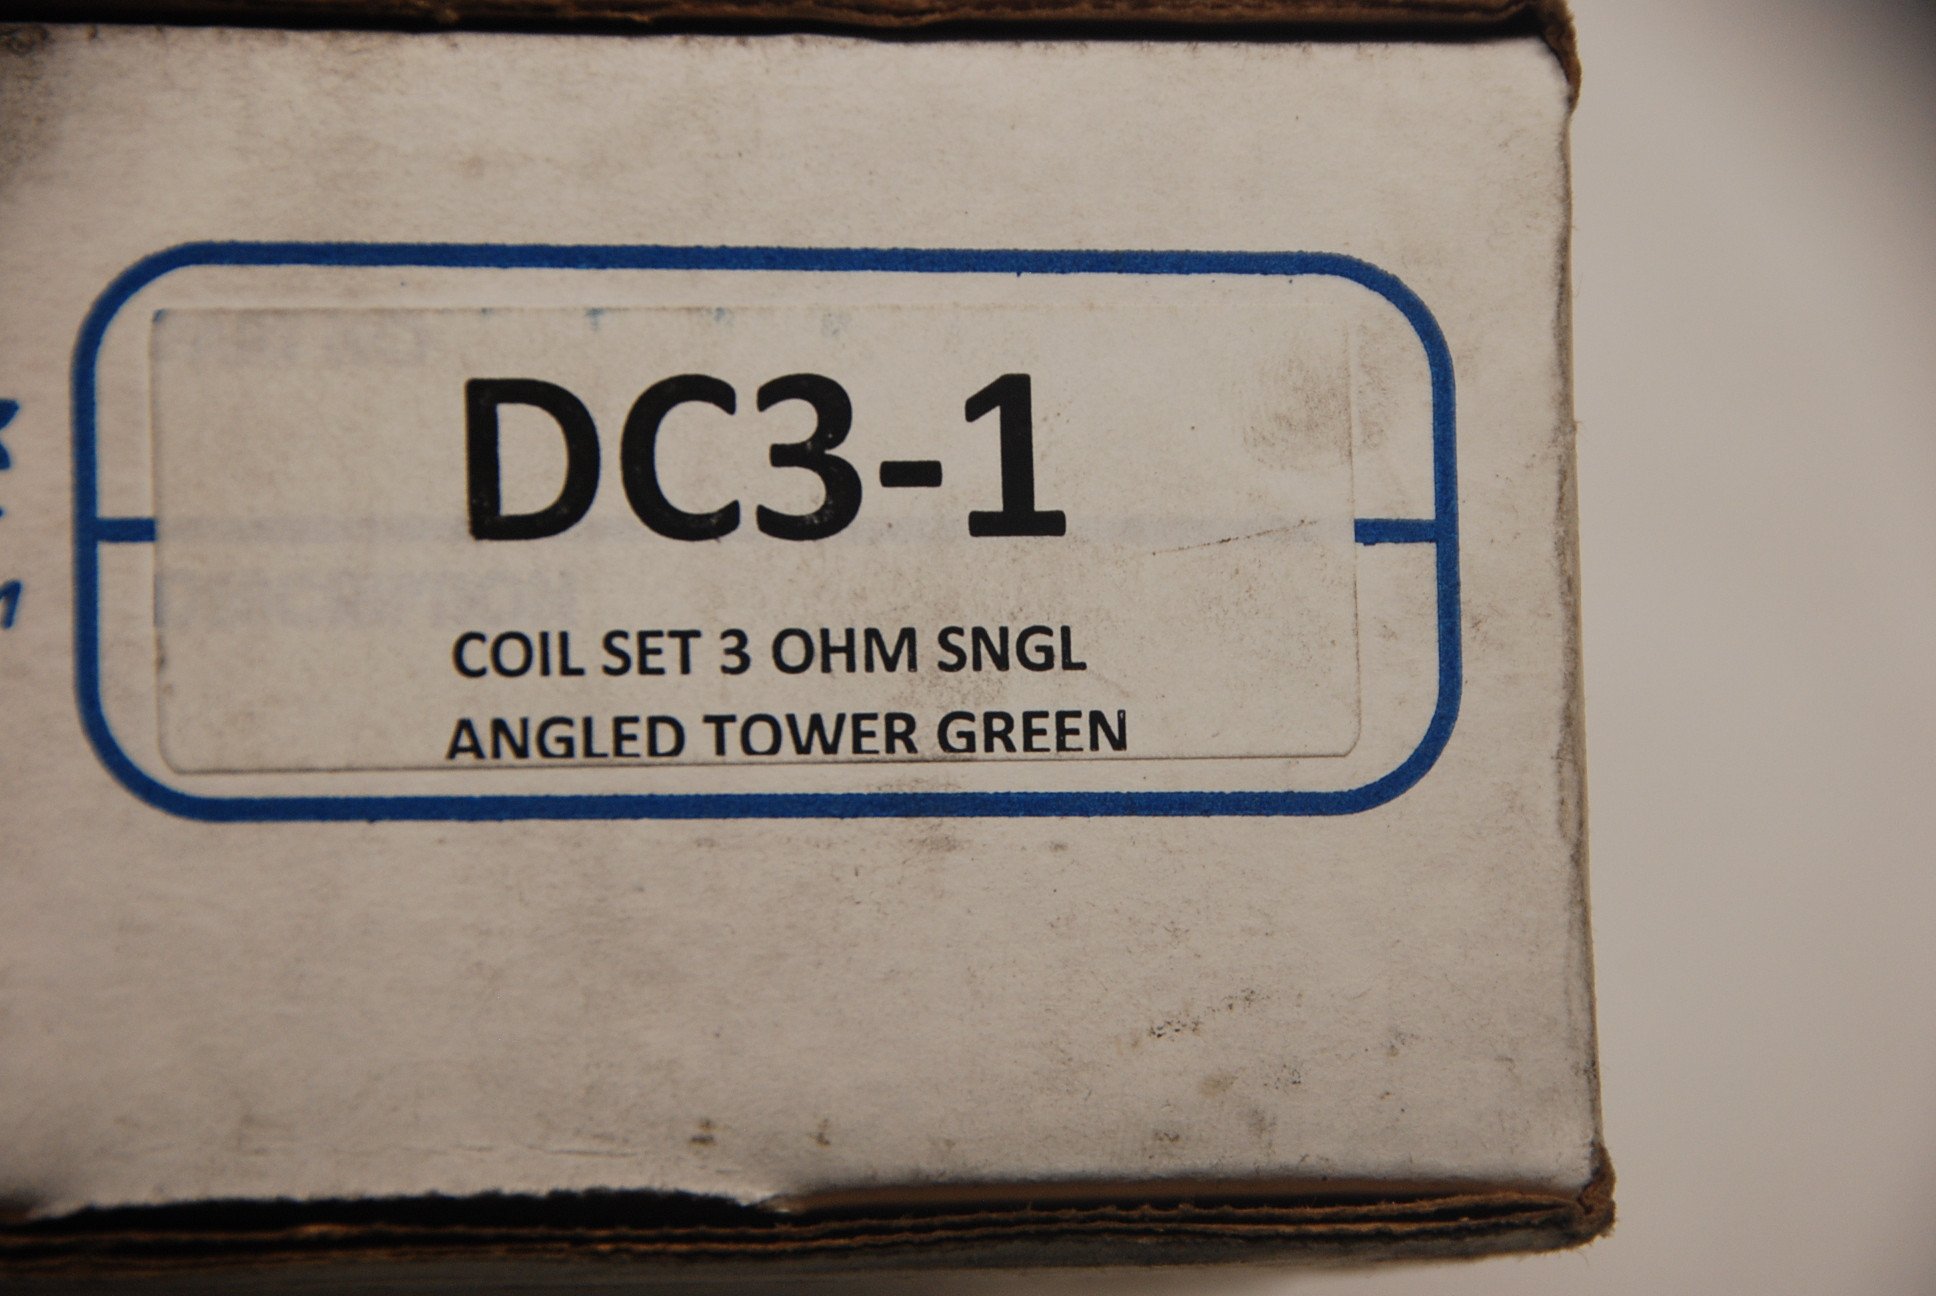 DC3-1
COIL SET 3 OHM SNGL
ANGLED TOWER GREEN